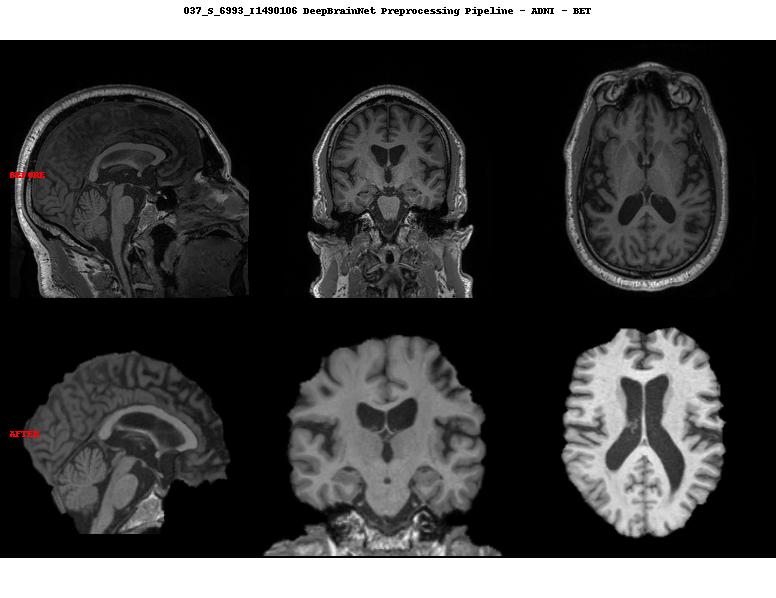 037_S_6993_I1490106 DeepBrainNet Preprocessing Pipeline - ADNI - BET
BEFORE
AFTER